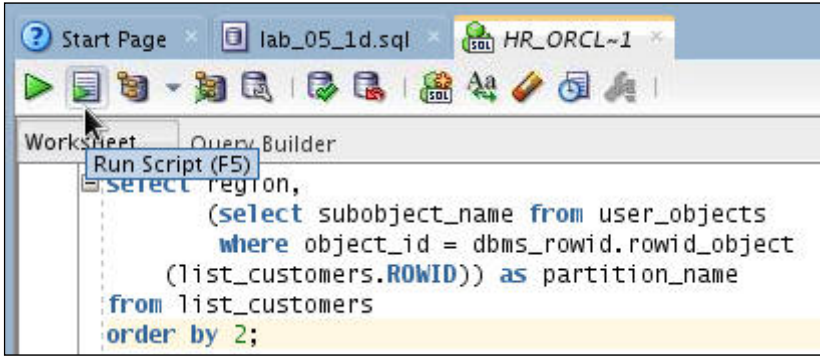 Start Page lab_05_1d.sql HR_ORCL~1
Worksheet Query Builder
Run Script (F5)
select region,
(select subobject_name from user_objects
where object_id = dbms_rowid.rowid_object
(list_customers.ROWID)) as partition_name
from list_customers
order by 2;